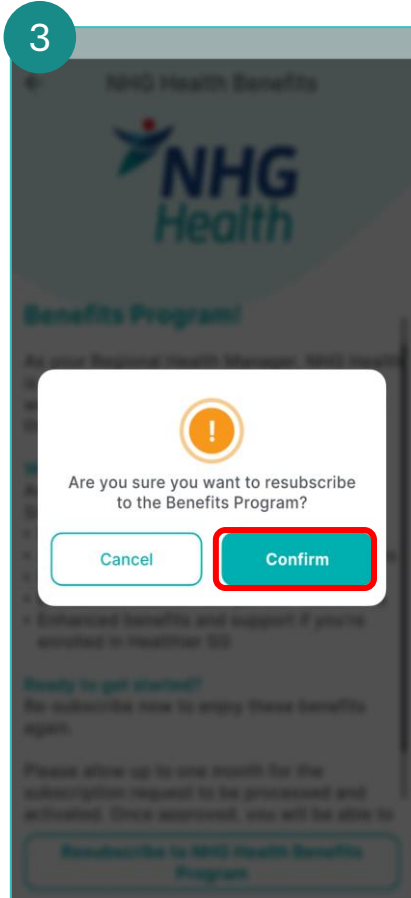 3
NHG Health Benefits
NHG
Health
Benefits Program!
As your Regional Health Manager, NHG Health
!
Are you sure you want to resubscribe
to the Benefits Program?
Cancel
Confirm
• Enhanced benefits and support if you're
enrolled in Healthier SG
Ready to get started?
Re-subscribe now to enjoy these benefits
again.
Please allow up to one month for the
subscription request to be processed and
activated. Once approved, you will be able to
Resubscribe to NHG Health Benefits
Program